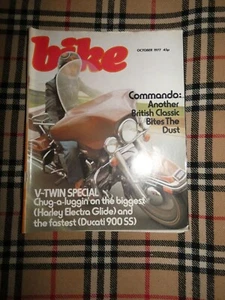 bike
OCTOBER 1977 40p
Commando:
Another
British Classic
Bites The
Dust
V-TWIN SPECIAL
Chug-a-luggin' on the biggest
(Harley Electra Glide) and
the fastest (Ducati 900 SS)